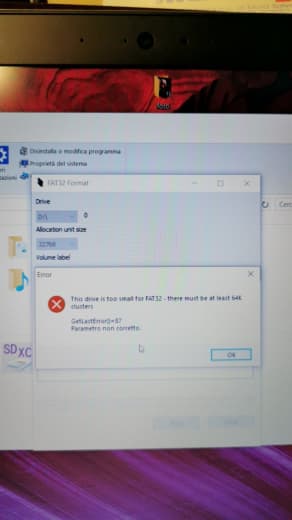 Disinstalla o modifica programma
Proprietà del sistema
FAT32 Format
Drive
D:\
0
Allocation unit size
32768
Volume label
Cerc
Error
This drive is too small for FAT32 - there must be at least 64K
clusters
GetLastError()=87
Parametro non corretto.
SDXC
Ok